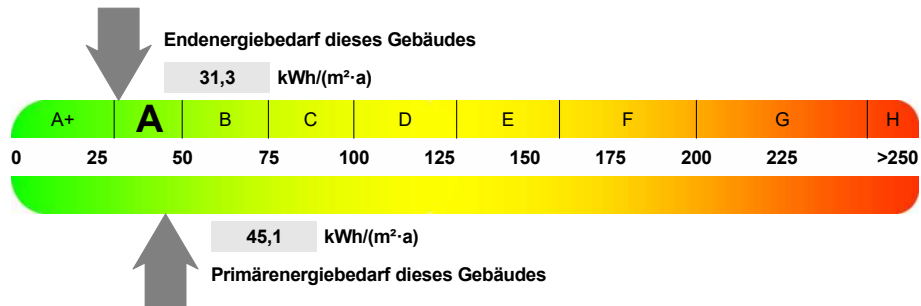 Endenergiebedarf dieses Gebäudes
31,3 kWh/(m²·a)
A+ A B C D E F G H
0 25 50 75 100 125 150 175 200 225 >250
45,1 kWh/(m²·a)
Primärenergiebedarf dieses Gebäudes